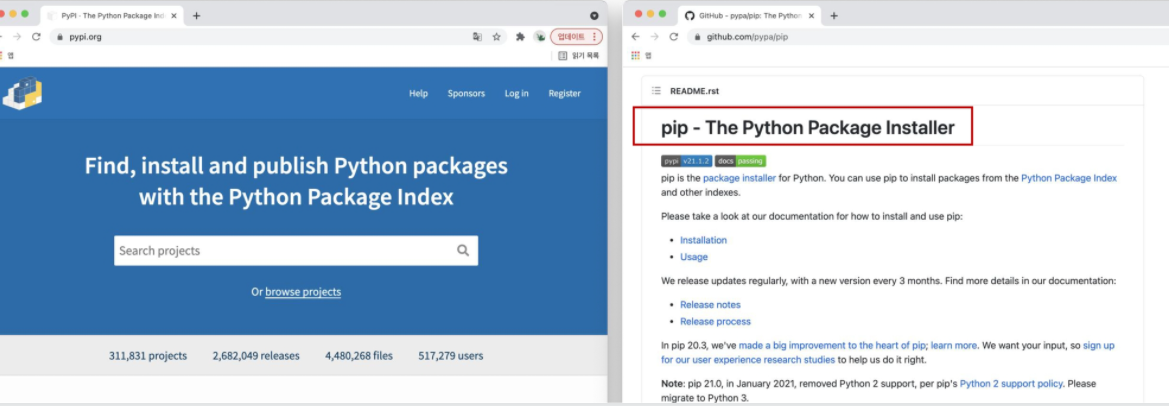 PyPI · The Python Package Ind
pypi.org
업데이트
앱
읽기 목록
Help Sponsors Log in Register
Find, install and publish Python packages
with the Python Package Index
Search projects
Or browse projects
311,831 projects 2,682,049 releases 4,480,268 files 517,279 users
GitHub - pypa/pip: The Python
github.com/pypa/pip
앱
README.rst
pip - The Python Package Installer
pypi v21.1.2 docs passing
pip is the package installer for Python. You can use pip to install packages from the Python Package Index
and other indexes.
Please take a look at our documentation for how to install and use pip:
• Installation
• Usage
We release updates regularly, with a new version every 3 months. Find more details in our documentation:
• Release notes
• Release process
In pip 20.3, we've made a big improvement to the heart of pip; learn more. We want your input, so sign up
for our user experience research studies to help us do it right.
Note: pip 21.0, in January 2021, removed Python 2 support, per pip's Python 2 support policy. Please
migrate to Python 3.